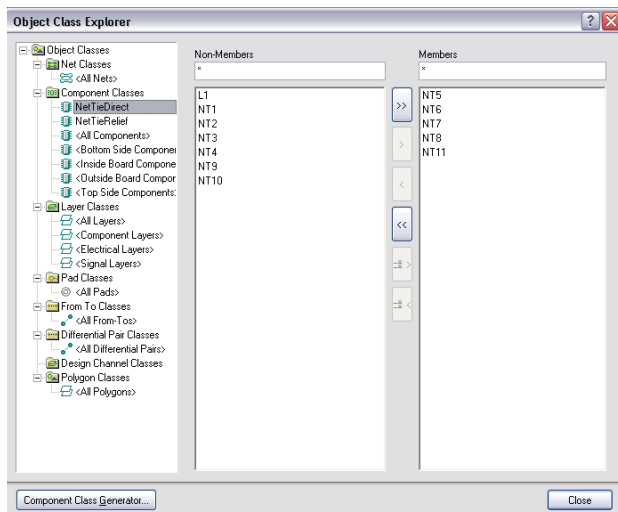 Object Class Explorer
Object Classes
Net Classes
<All Nets>
Component Classes
NetTieDirect
NetTieRelief
<All Components>
<Bottom Side Componen
<Inside Board Compone
<Outside Board Compor
<Top Side Components>
Layer Classes
<All Layers>
<Component Layers>
<Electrical Layers>
<Signal Layers>
Pad Classes
<All Pads>
From To Classes
<All From-Tos>
Differential Pair Classes
<All Differential Pairs>
Design Channel Classes
Polygon Classes
<All Polygons>
Non-Members
*
L1
NT1
NT2
NT3
NT4
NT9
NT10
>>
>
<
<<
Members
*
NT5
NT6
NT7
NT8
NT11
Component Class Generator...
Close